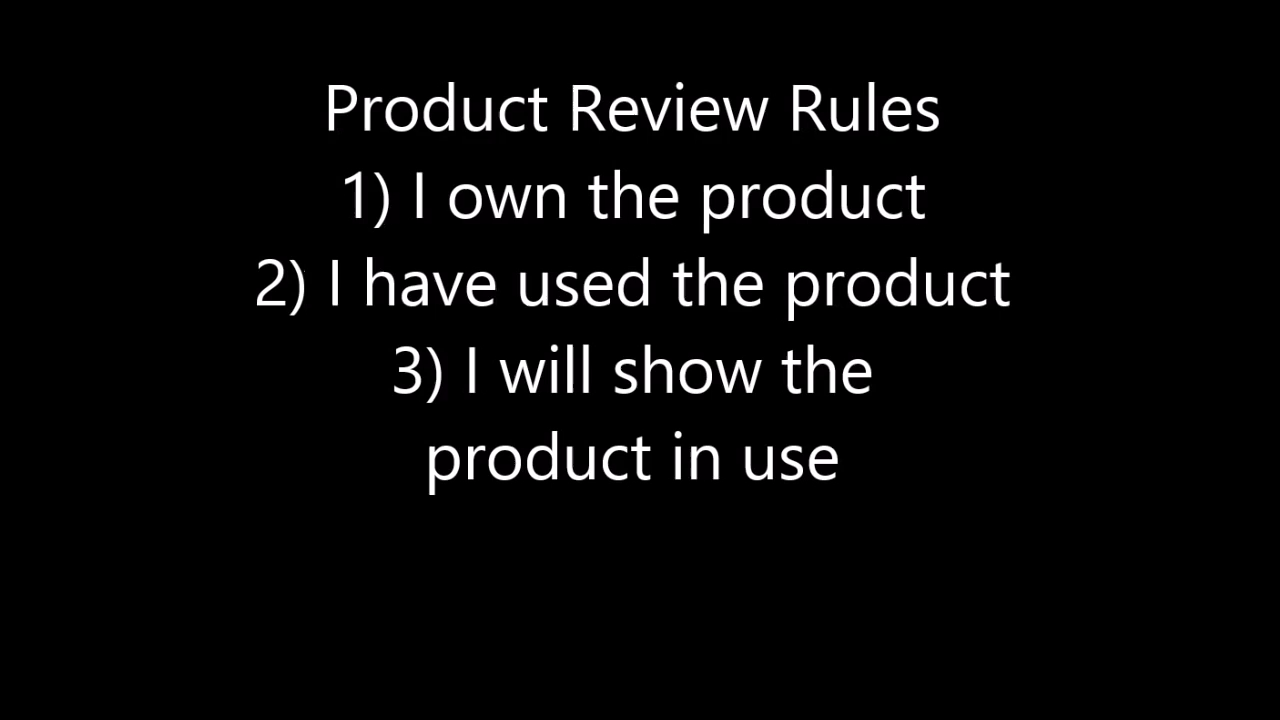 Product Review Rules
1) I own the product
2) I have used the product
3) I will show the
product in use